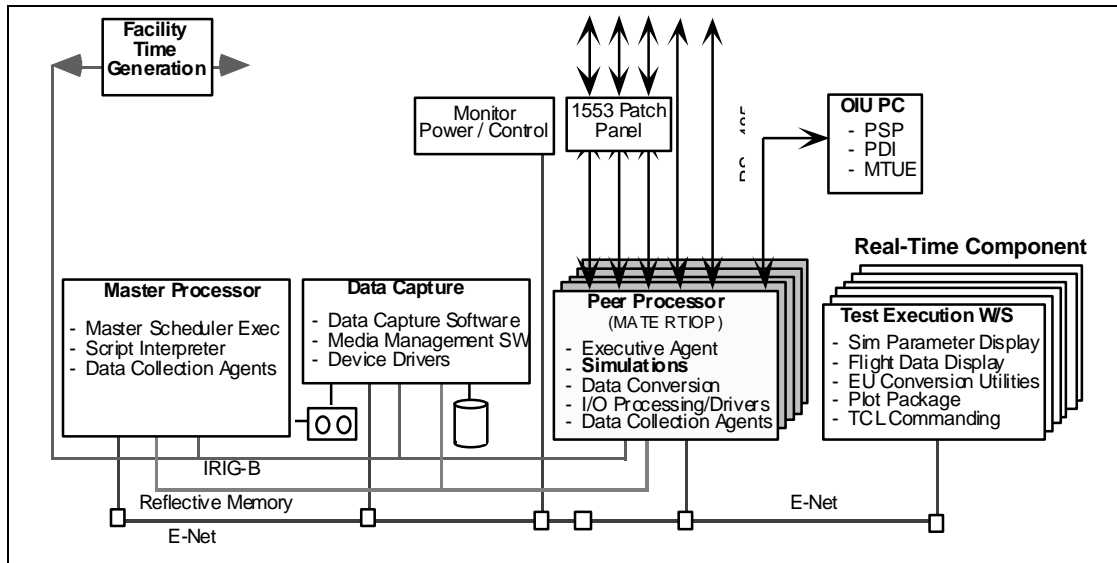 Facility
Time
Generation
Monitor
Power / Control
1553 Patch
Panel
OIU PC
- PSP
- PDI
- MTUE
Real-Time Component
Master Processor
- Master Scheduler Exec
- Script Interpreter
- Data Collection Agents
Data Capture
- Data Capture Software
- Media Management SW
- Device Drivers
Peer Processor
(MATE RTIOP)
- Executive Agent
- Simulations
- Data Conversion
- I/O Processing/Drivers
- Data Collection Agents
Test Execution W/S
- Sim Parameter Display
- Flight Data Display
- EU Conversion Utilities
- Plot Package
- TCL Commanding
IRIG-B
Reflective Memory
E-Net
E-Net